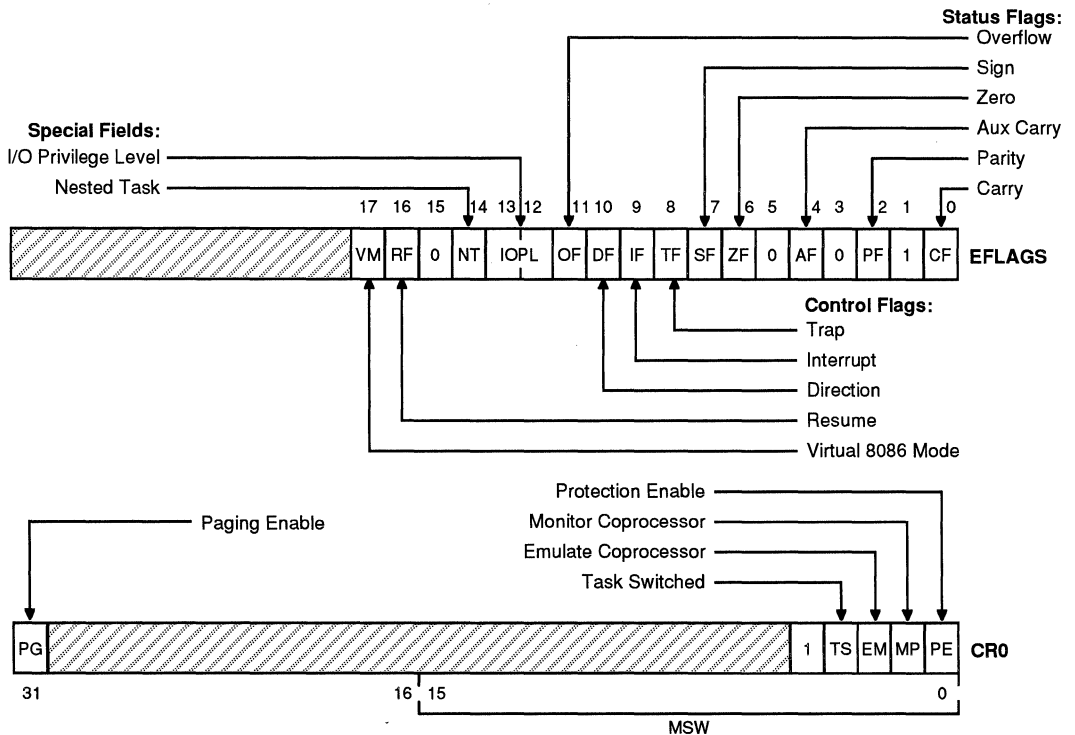 Status Flags:
Overflow
Sign
Zero
Special Fields:
Aux Carry
I/O Privilege Level
Parity
Nested Task
Carry
17 16 15 14 13 12 11 10 9 8 7 6 5 4 3 2 1 0
VM RF 0 NT IOPL OF DF IF TF SF ZF 0 AF 0 PF 1 CF EFLAGS
Control Flags:
Trap
Interrupt
Direction
Resume
Virtual 8086 Mode
Protection Enable
Paging Enable
Monitor Coprocessor
Emulate Coprocessor
Task Switched
PG 1 TS EM MP PE CR0
31 16 15 0
MSW